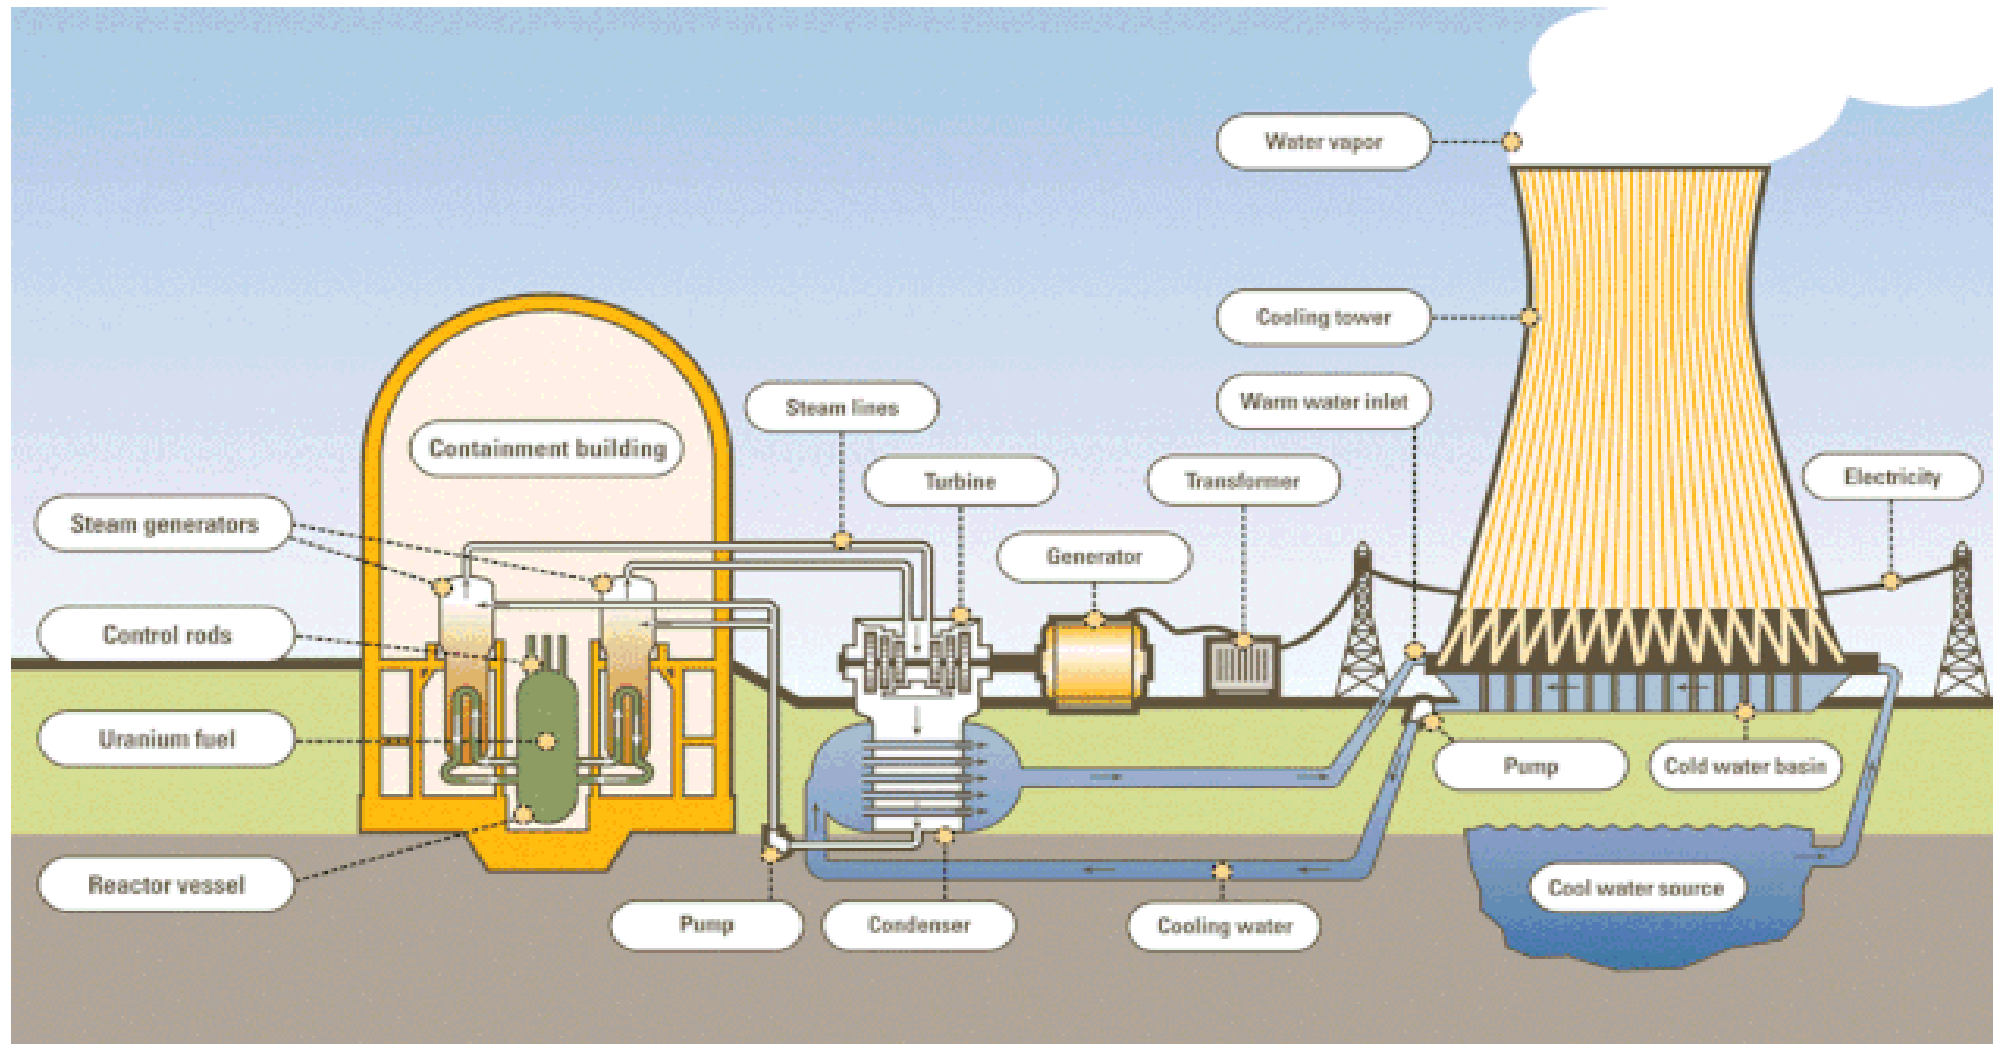 Water vapor
Cooling tower
Steam lines
Warm water inlet
Containment building
Turbine
Transformer
Electricity
Steam generators
Generator
Control rods
Uranium fuel
Pump
Cold water basin
Reactor vessel
Cool water source
Pump
Condenser
Cooling water